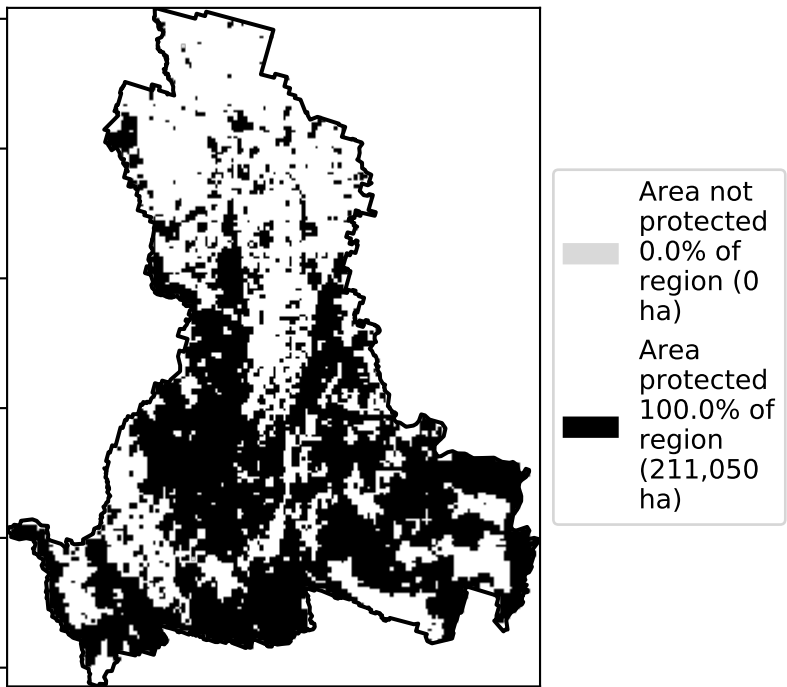 Area not
protected
0.0% of
region (0
ha)
Area
protected
100.0% of
region
(211,050
ha)